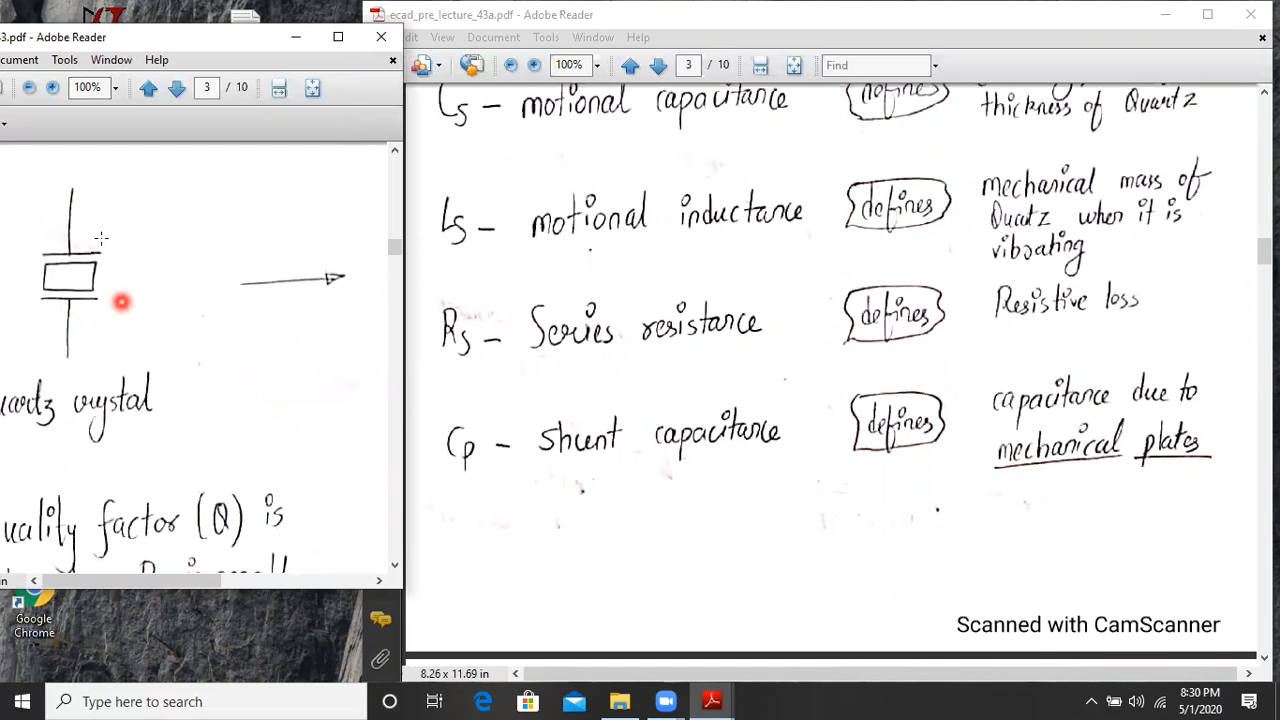 3.pdf - Adobe Reader
cument Tools Window Help
100% 3 / 10
uartz crystal
uality factor (Q) is
in
Google
Chrome
ecad_pre_lecture_43a.pdf - Adobe Reader
View Document Tools Window Help
100% 3 / 10 Find
Cs - motional capacitance defines thickness of Quartz
Ls - motional inductance defines mechanical mass of
Quartz when it is
vibrating
Rs - Series resistance defines Resistive loss
Cp - shunt capacitance defines capacitance due to
mechanical plates
Scanned with CamScanner
8.26 x 11.69 in
Type here to search
8:30 PM
5/1/2020